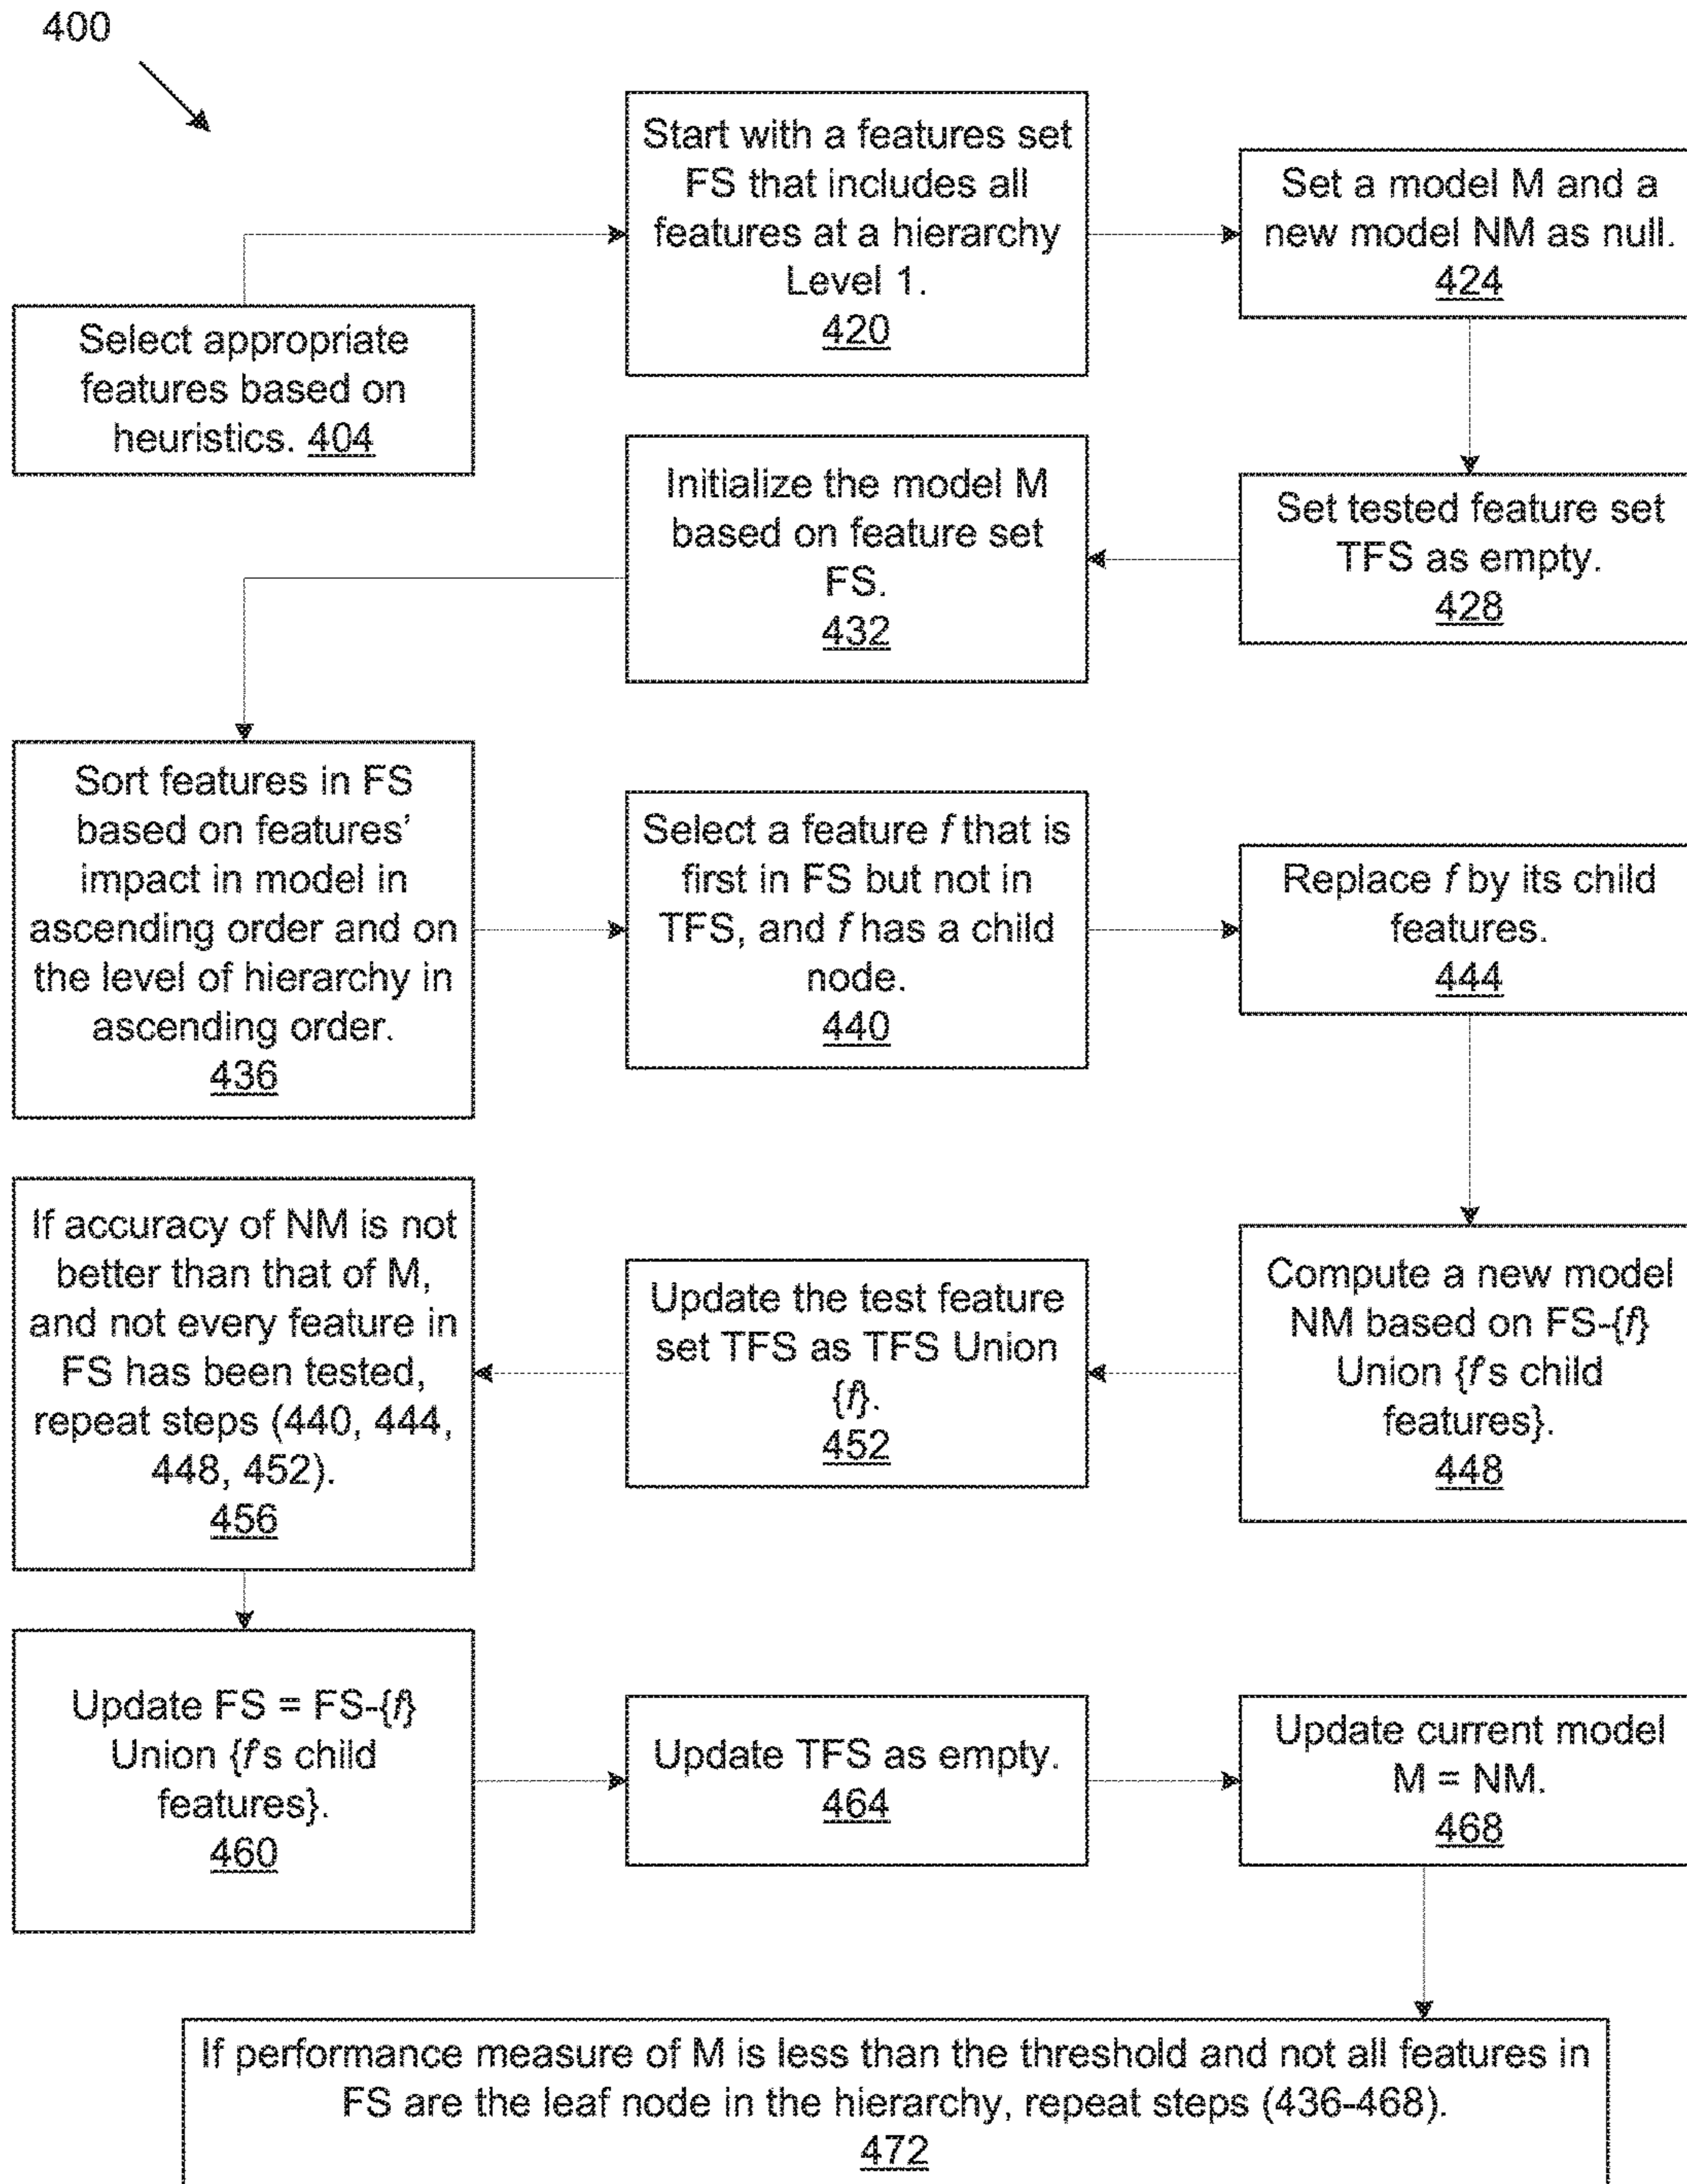 400
Select appropriate
features based on
heuristics. 404
Start with a features set
FS that includes all
features at a hierarchy
Level 1.
420
Set a model M and a
new model NM as null.
424
Set tested feature set
TFS as empty.
428
Initialize the model M
based on feature set
FS.
432
Sort features in FS
based on features'
impact in model in
ascending order and on
the level of hierarchy in
ascending order.
436
Select a feature f that is
first in FS but not in
TFS, and f has a child
node.
440
Replace f by its child
features.
444
Compute a new model
NM based on FS-{f}
Union {f's child
features}.
448
Update the test feature
set TFS as TFS Union
{f}.
452
If accuracy of NM is not
better than that of M,
and not every feature in
FS has been tested,
repeat steps (440, 444,
448, 452).
456
Update FS = FS-{f}
Union {f's child
features}.
460
Update TFS as empty.
464
Update current model
M = NM.
468
If performance measure of M is less than the threshold and not all features in
FS are the leaf node in the hierarchy, repeat steps (436-468).
472